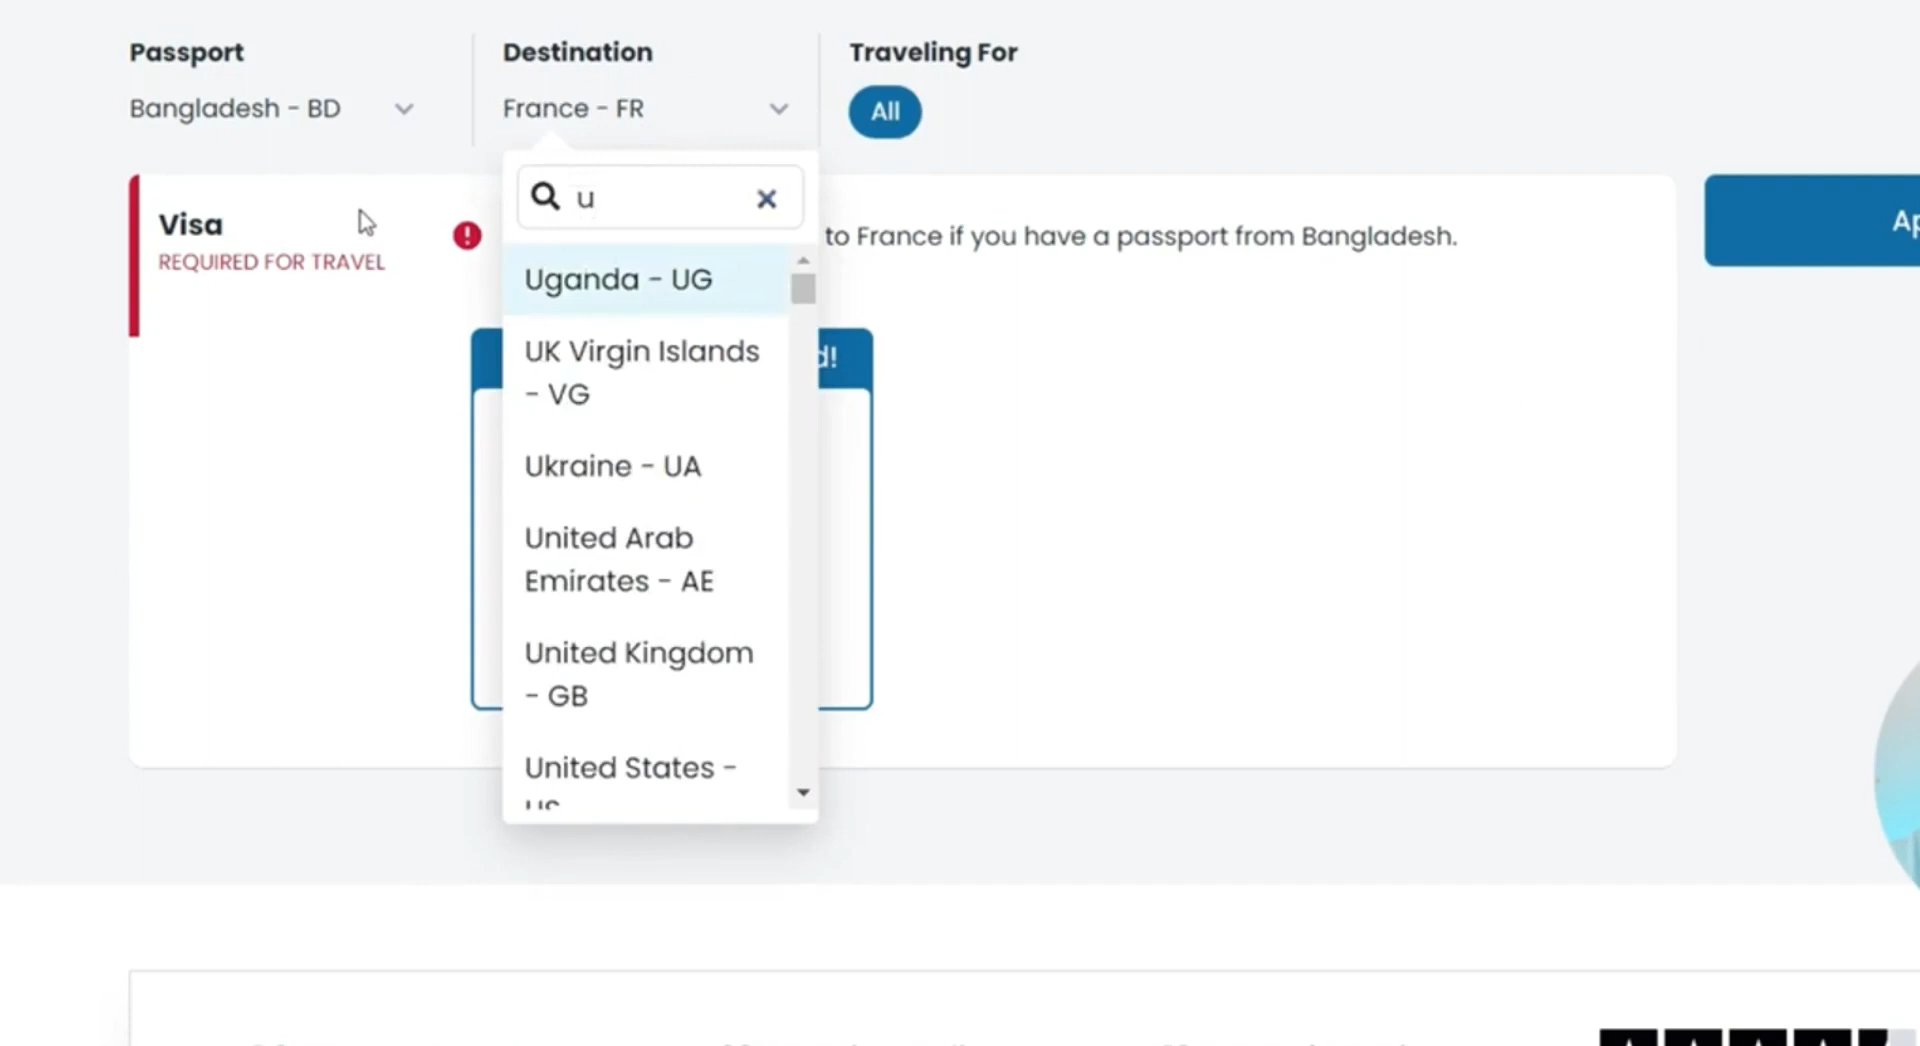 Passport
Destination
Traveling For
Bangladesh - BD
France - FR
All
u
Visa
REQUIRED FOR TRAVEL
to France if you have a passport from Bangladesh.
Uganda - UG
UK Virgin Islands
- VG
Ukraine - UA
United Arab
Emirates - AE
United Kingdom
- GB
United States -
US